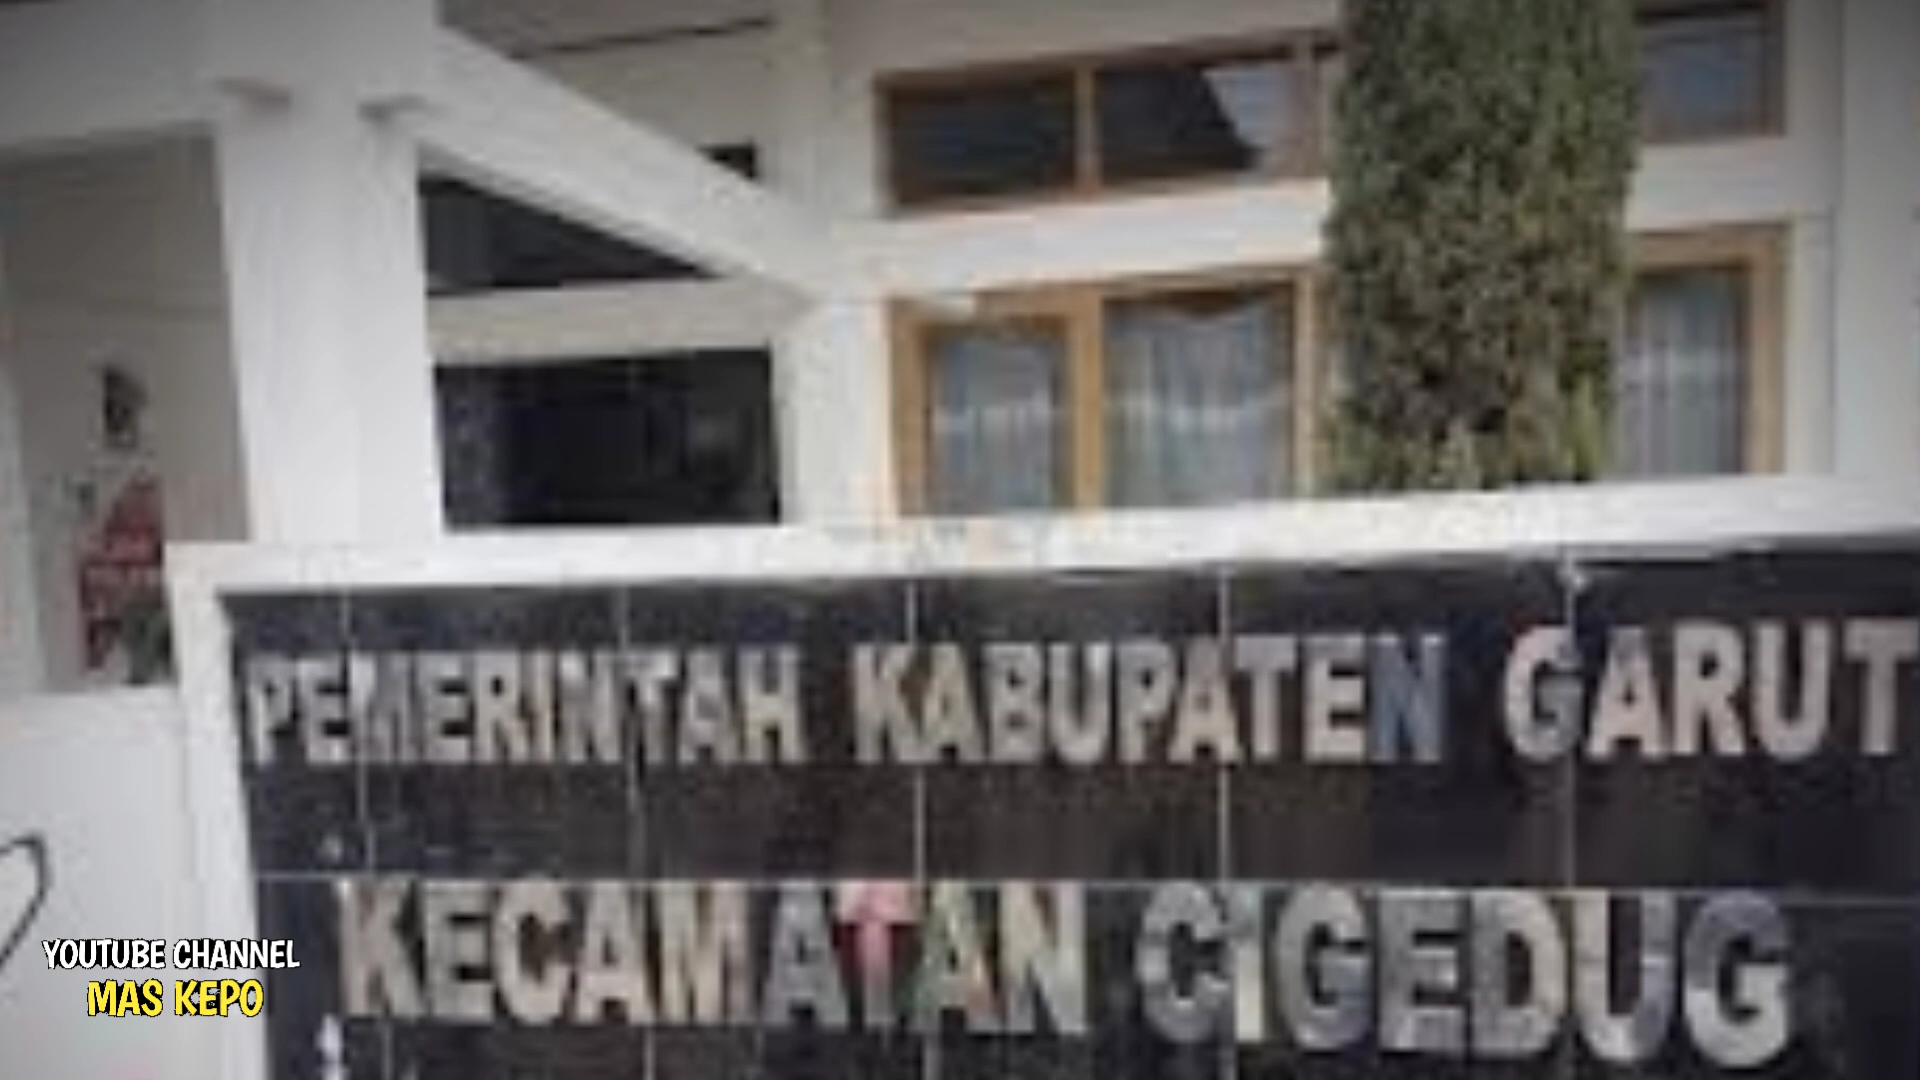 PEMERINTAH KABUPATEN GARUT
KECAMATAN CIGEDUG
YOUTUBE CHANNEL
MAS KEPO